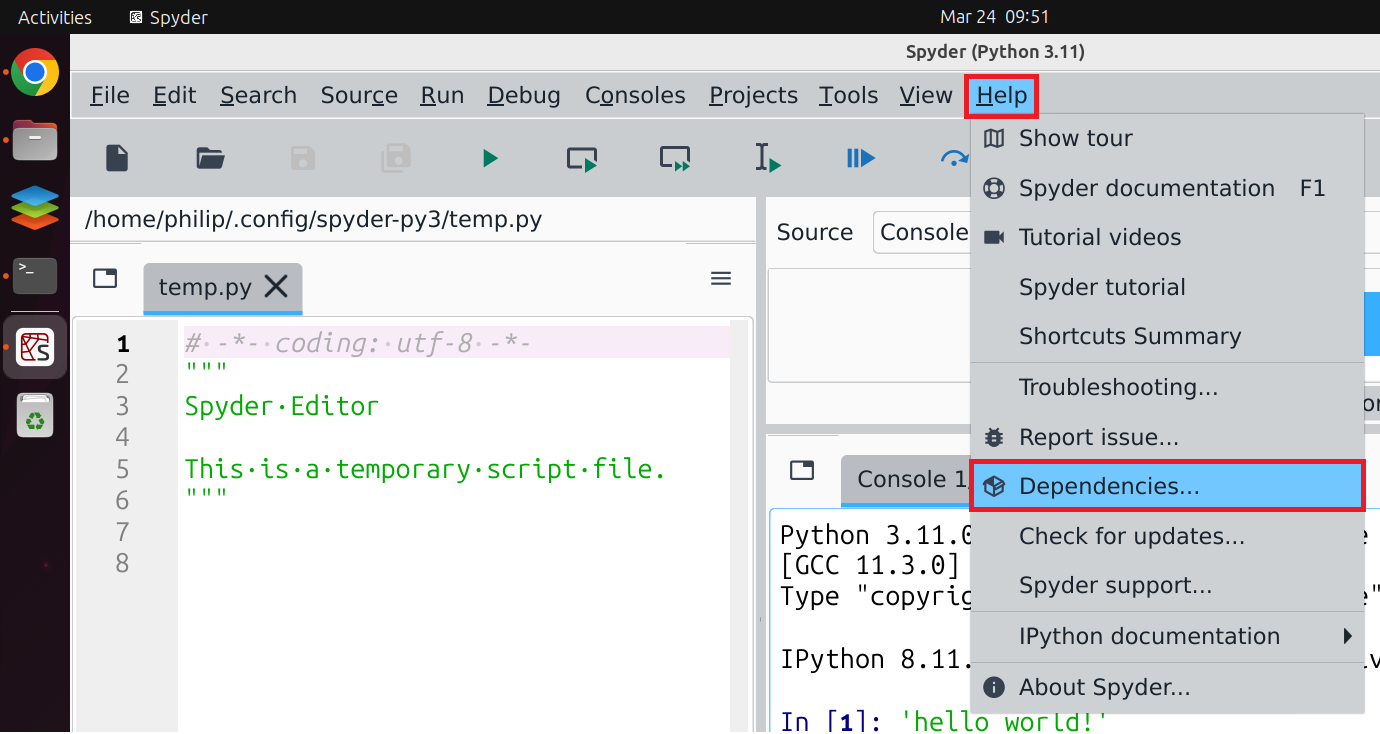 Activities Spyder Mar 24 09:51
Spyder (Python 3.11)
File Edit Search Source Run Debug Consoles Projects Tools View Help
/home/philip/.config/spyder-py3/temp.py
temp.py
1 # -*- coding: utf-8 -*-
2 """
3 Spyder Editor
4
5 This is a temporary script file.
6 """
7
8
Source Console
Console 1/
Python 3.11.0
[GCC 11.3.0]
Type "copyrig
IPython 8.11.
In [1]: 'hello world!'
Show tour
Spyder documentation F1
Tutorial videos
Spyder tutorial
Shortcuts Summary
Troubleshooting...
Report issue...
Dependencies...
Check for updates...
Spyder support...
IPython documentation
About Spyder...